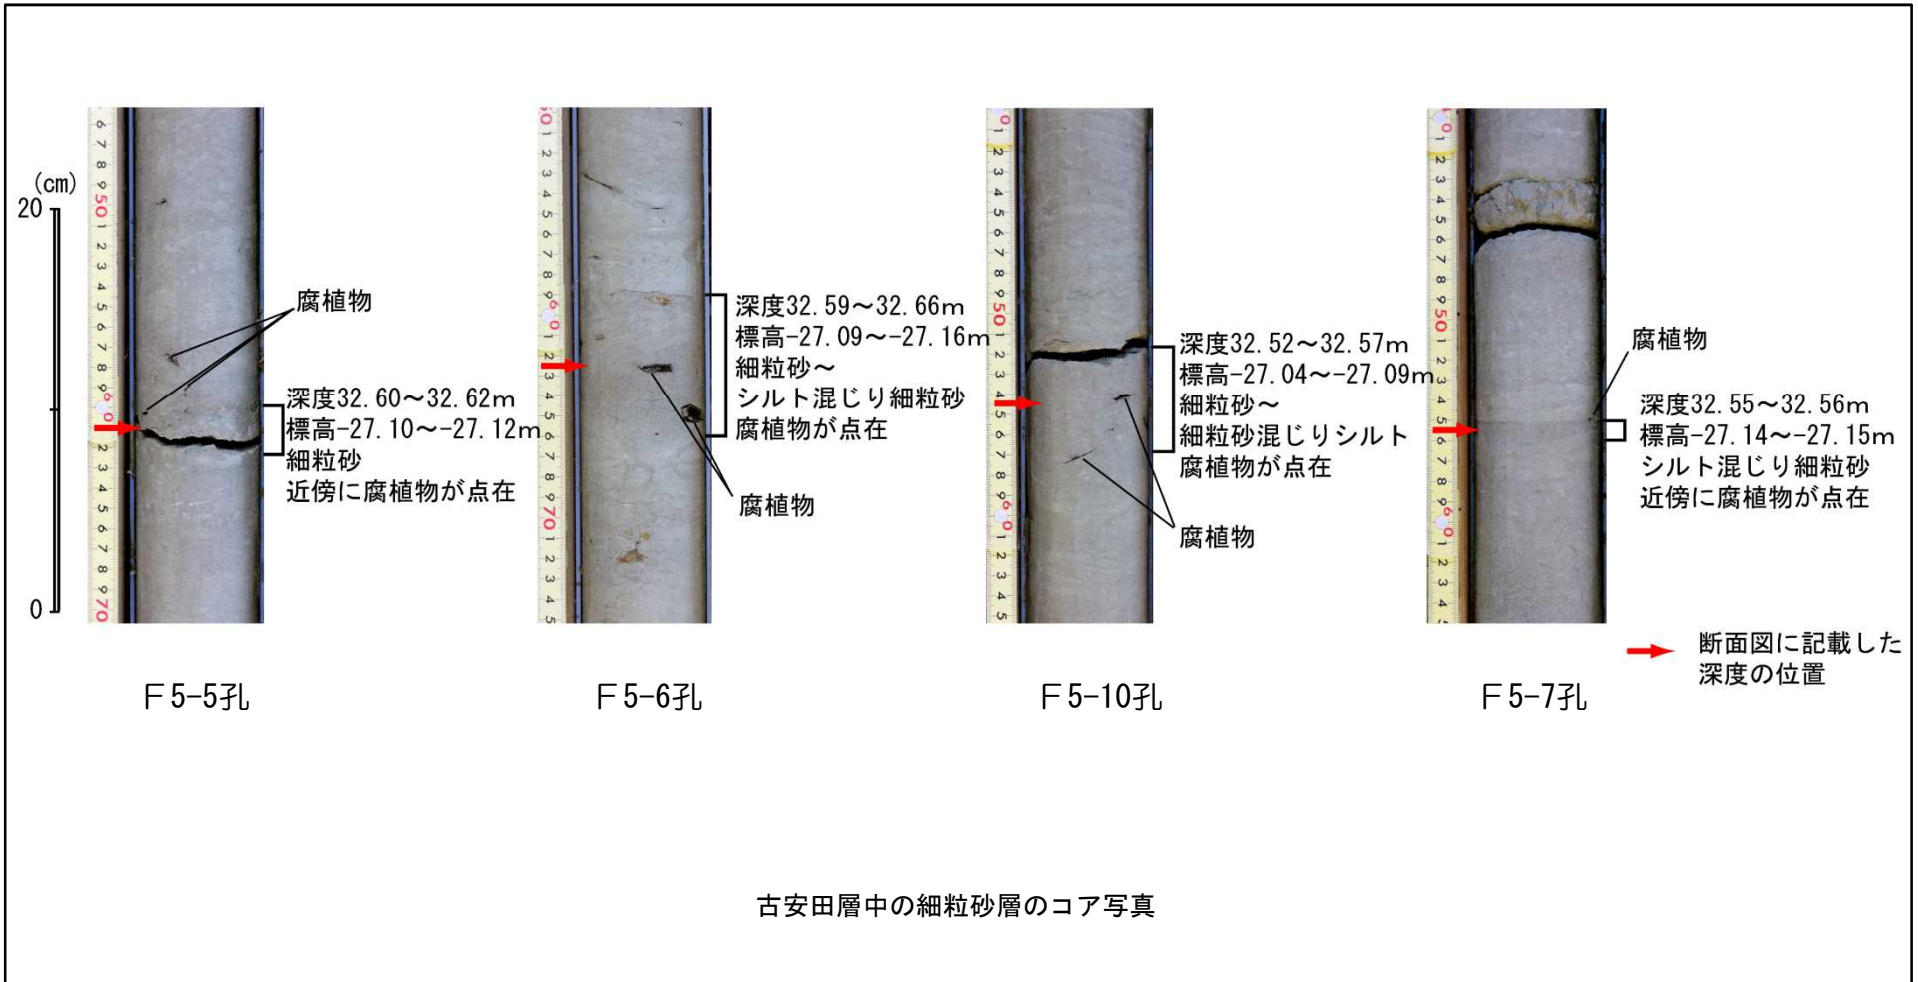 (cm)
20
0
腐植物
深度32.60～32.62m
標高-27.10～-27.12m
細粒砂
近傍に腐植物が点在
F5-5孔
深度32.59～32.66m
標高-27.09～-27.16m
細粒砂～
シルト混じり細粒砂
腐植物が点在
腐植物
F5-6孔
深度32.52～32.57m
標高-27.04～-27.09m
細粒砂～
細粒砂混じりシルト
腐植物が点在
腐植物
F5-10孔
腐植物
深度32.55～32.56m
標高-27.14～-27.15m
シルト混じり細粒砂
近傍に腐植物が点在
F5-7孔
断面図に記載した
深度の位置
古安田層中の細粒砂層のコア写真